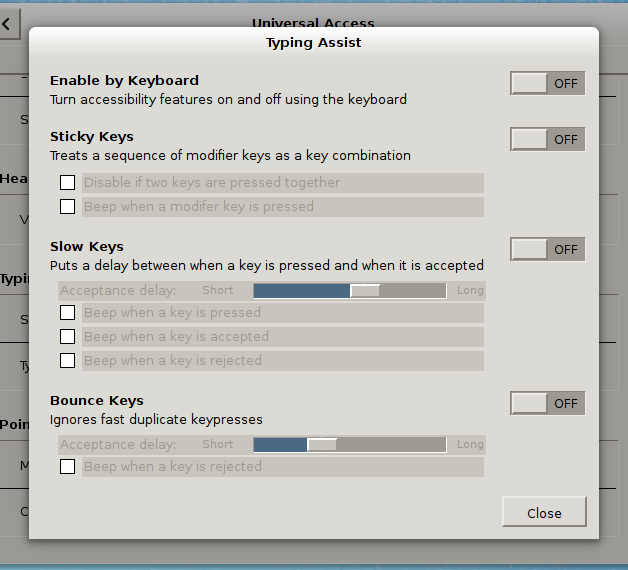 Universal Access
Typing Assist
Enable by Keyboard
OFF
Turn accessibility features on and off using the keyboard
Sticky Keys
OFF
Treats a sequence of modifier keys as a key combination
Disable if two keys are pressed together
Beep when a modifer key is pressed
Slow Keys
OFF
Puts a delay between when a key is pressed and when it is accepted
Acceptance delay: Short Long
Beep when a key is pressed
Beep when a key is accepted
Beep when a key is rejected
Bounce Keys
OFF
Ignores fast duplicate keypresses
Acceptance delay: Short Long
Beep when a key is rejected
Close